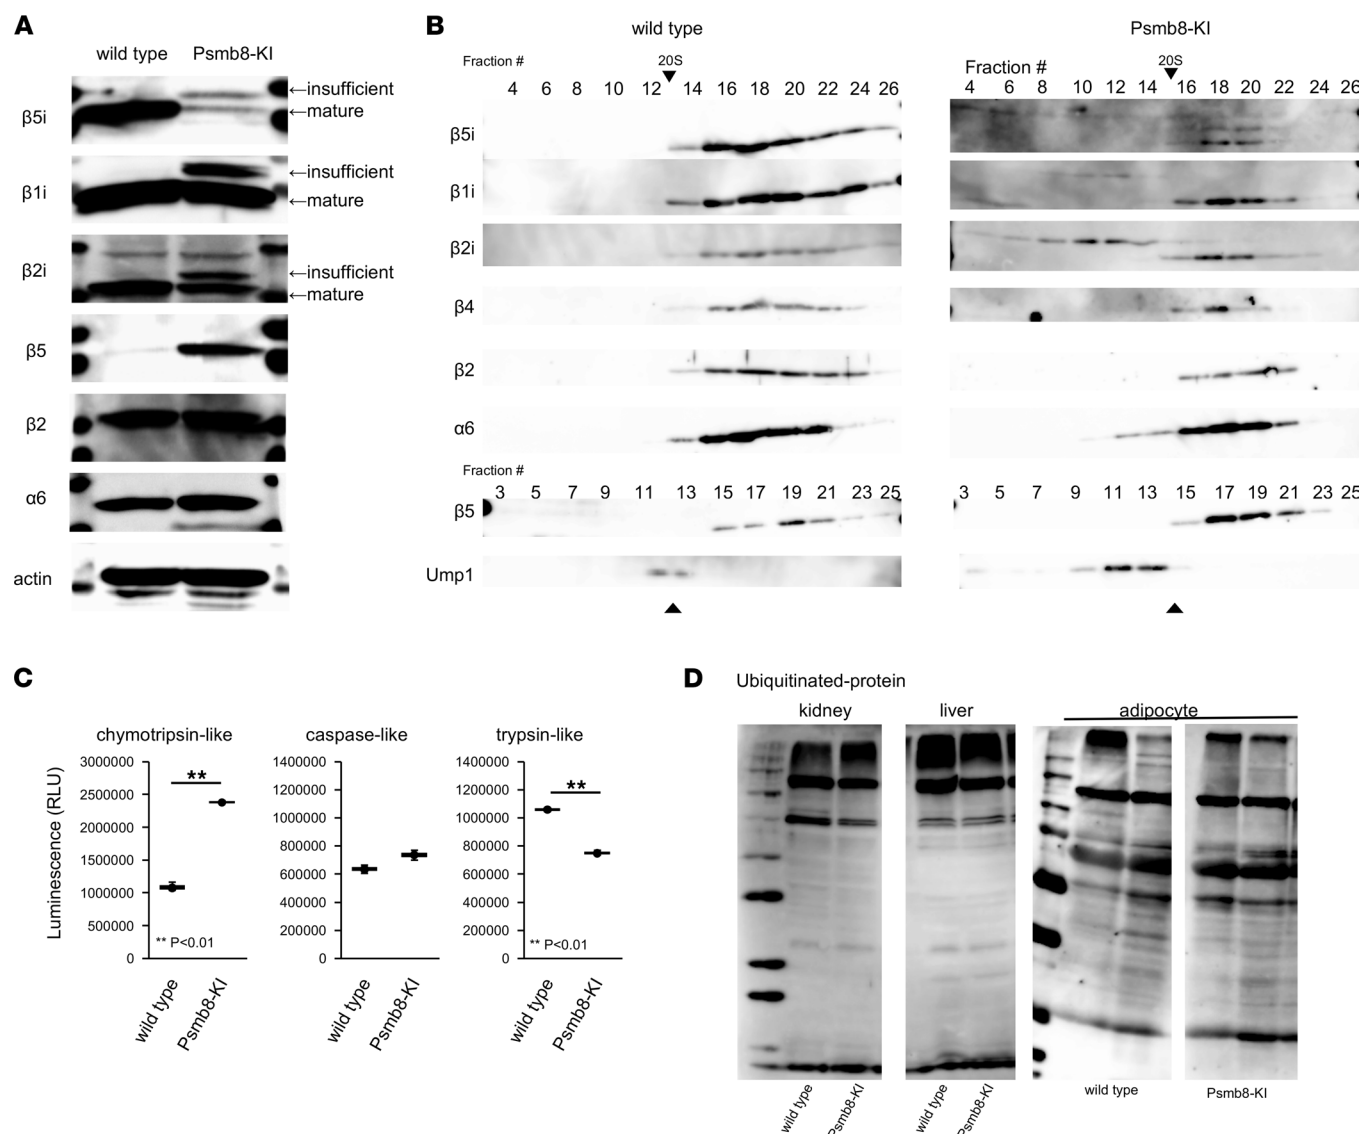 A
wild type Psmb8-KI
β5i ←insufficient
←mature
β1i ←insufficient
←mature
β2i ←insufficient
←mature
β5
β2
α6
actin
B
wild type
Fraction # 20S
4 6 8 10 12 14 16 18 20 22 24 26
β5i
β1i
β2i
β4
β2
α6
Fraction #
3 5 7 9 11 13 15 17 19 21 23 25
β5
Ump1
Psmb8-KI
Fraction # 20S
4 6 8 10 12 14 16 18 20 22 24 26
3 5 7 9 11 13 15 17 19 21 23 25
C
Luminescence (RLU)
chymotripsin-like
3000000
2500000
2000000
1500000
1000000
500000
0
**
** P<0.01
wild type
Psmb8-KI
caspase-like
1400000
1200000
1000000
800000
600000
400000
200000
0
wild type
Psmb8-KI
trypsin-like
1400000
1200000
1000000
800000
600000
400000
200000
0
**
** P<0.01
wild type
Psmb8-KI
D
Ubiquitinated-protein
kidney liver adipocyte
wild type Psmb8-KI wild type Psmb8-KI wild type Psmb8-KI